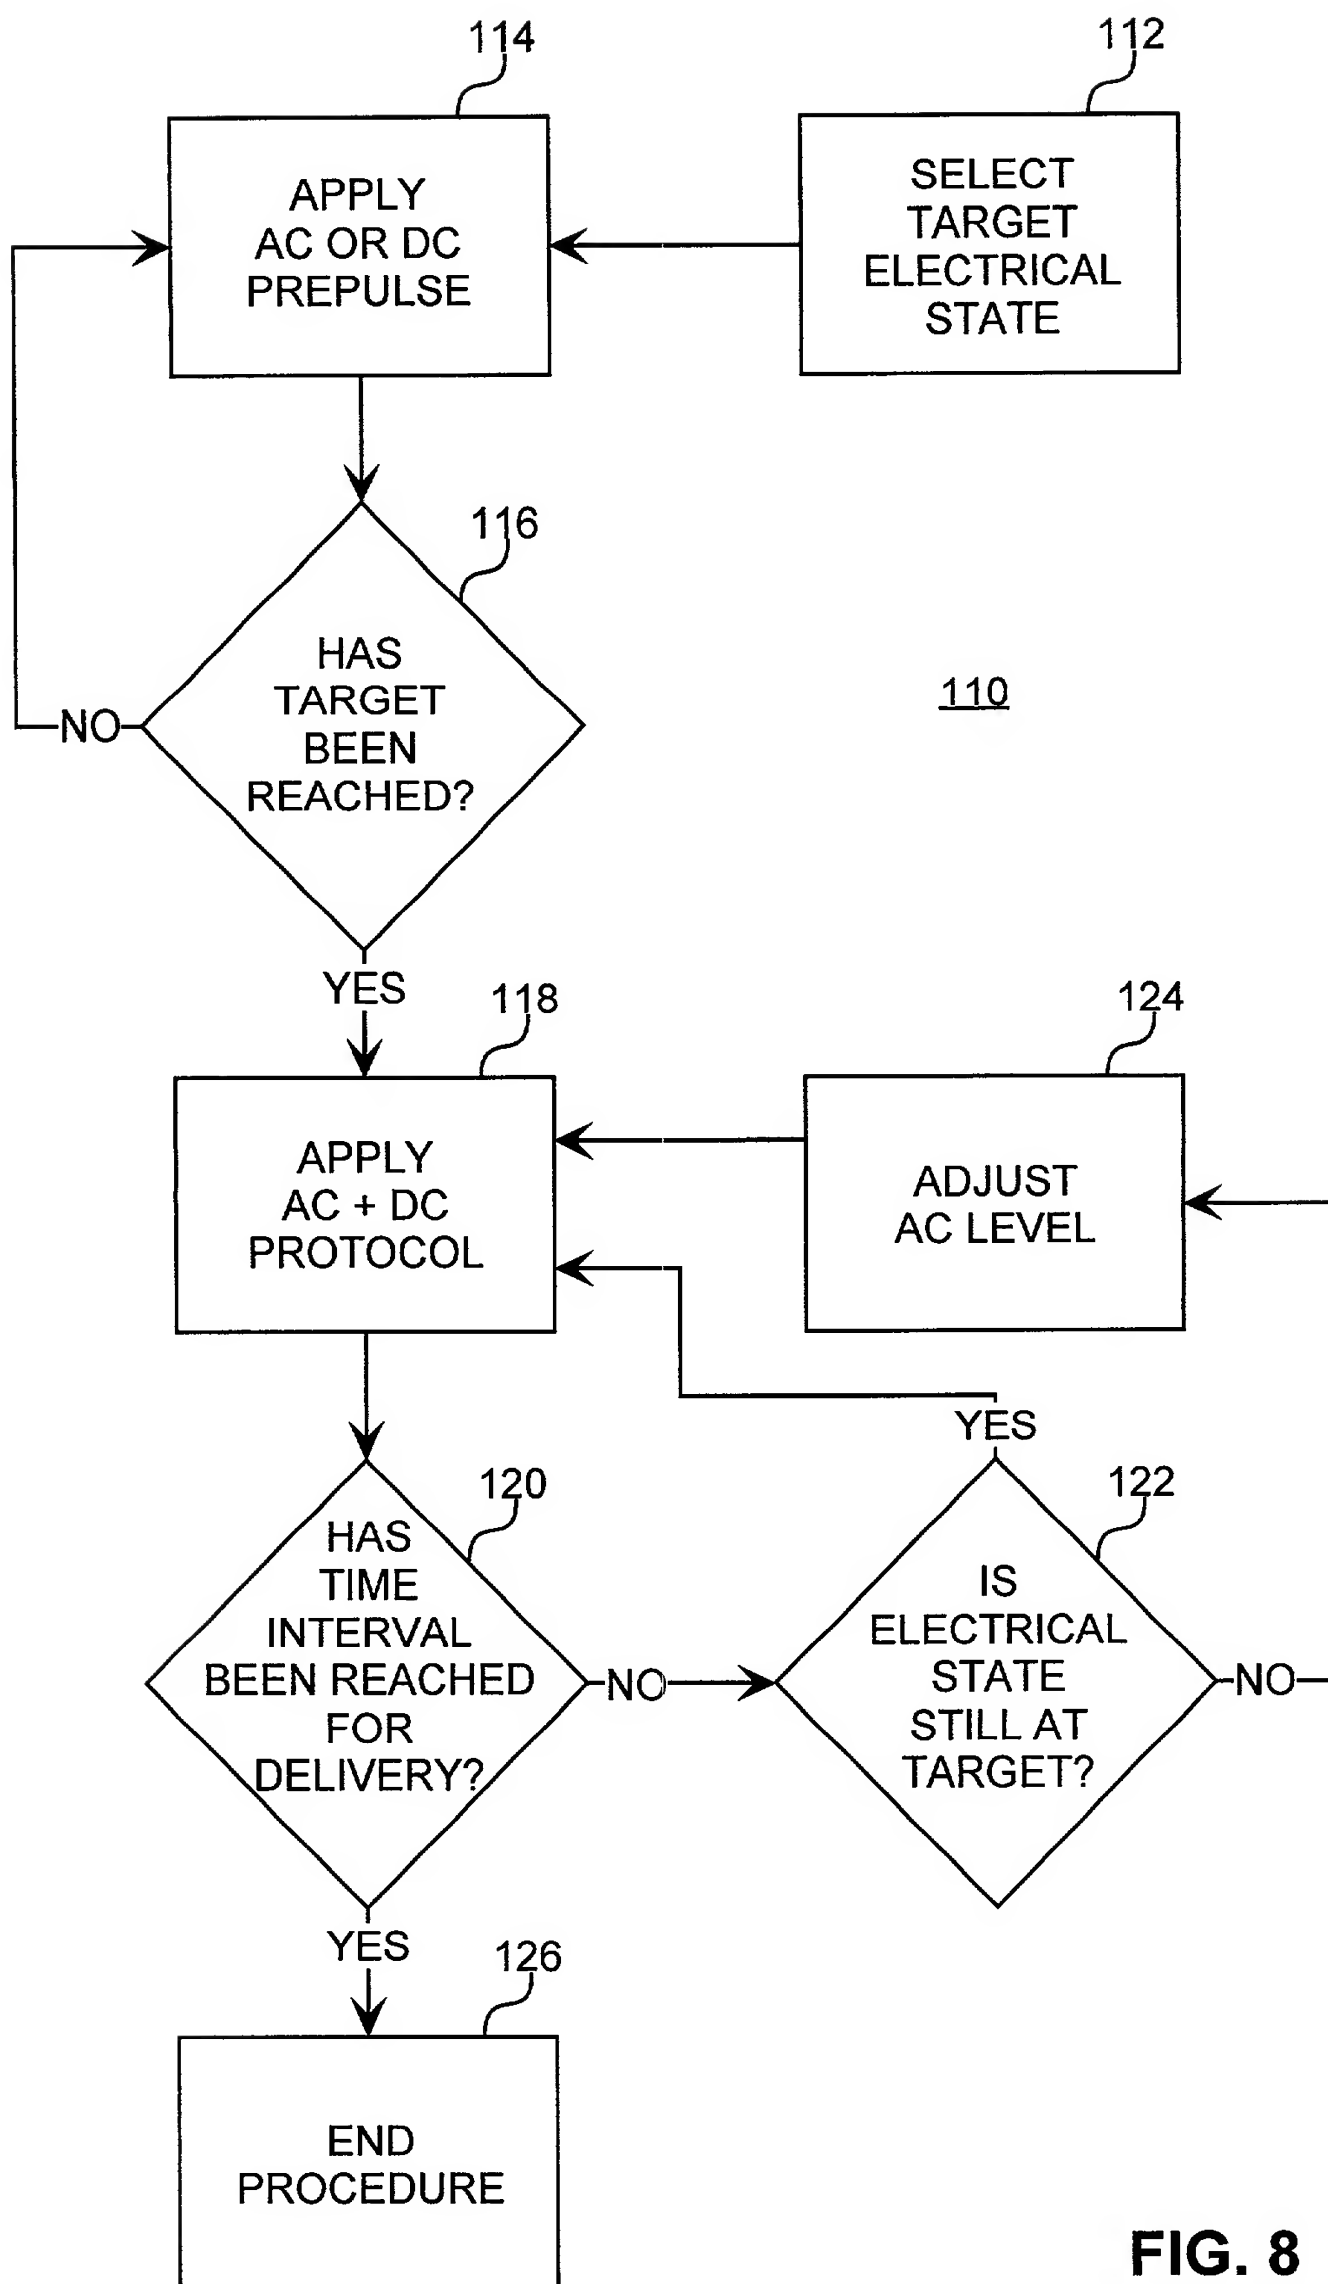 114
112
APPLY
AC OR DC
PREPULSE
SELECT
TARGET
ELECTRICAL
STATE
116
HAS
TARGET
BEEN
REACHED?
NO
110
YES
118
124
APPLY
AC + DC
PROTOCOL
ADJUST
AC LEVEL
YES
120
122
HAS
TIME
INTERVAL
BEEN REACHED
FOR
DELIVERY?
NO
IS
ELECTRICAL
STATE
STILL AT
TARGET?
NO
YES
126
END
PROCEDURE
FIG. 8